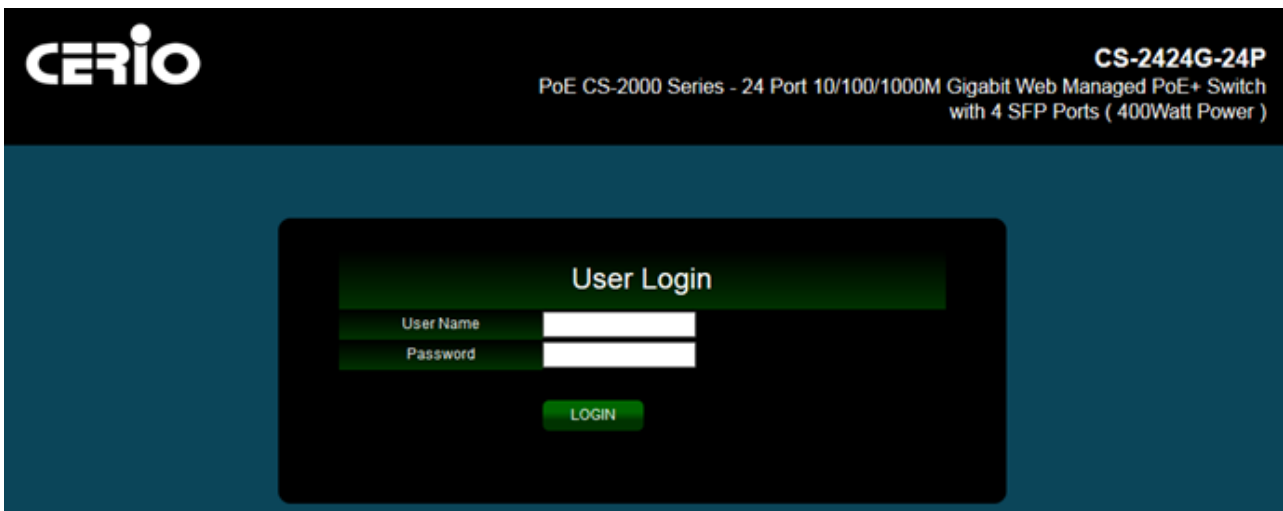 CERIO
CS-2424G-24P
PoE CS-2000 Series - 24 Port 10/100/1000M Gigabit Web Managed PoE+ Switch
with 4 SFP Ports ( 400Watt Power )
User Login
User Name
Password
LOGIN